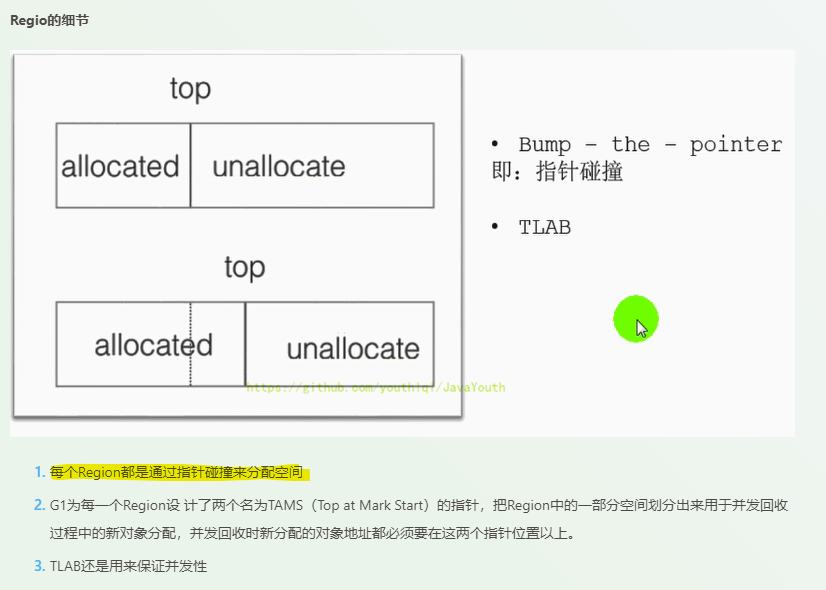 Regio的细节
top
allocated unallocate
• Bump – the – pointer
即：指针碰撞
• TLAB
top
allocated unallocate
https://github.com/youthlql/JavaYouth
1. 每个Region都是通过指针碰撞来分配空间
2. G1为每一个Region设 计了两个名为TAMS（Top at Mark Start）的指针，把Region中的一部分空间划分出来用于并发回收
过程中的新对象分配，并发回收时新分配的对象地址都必须要在这两个指针位置以上。
3. TLAB还是用来保证并发性